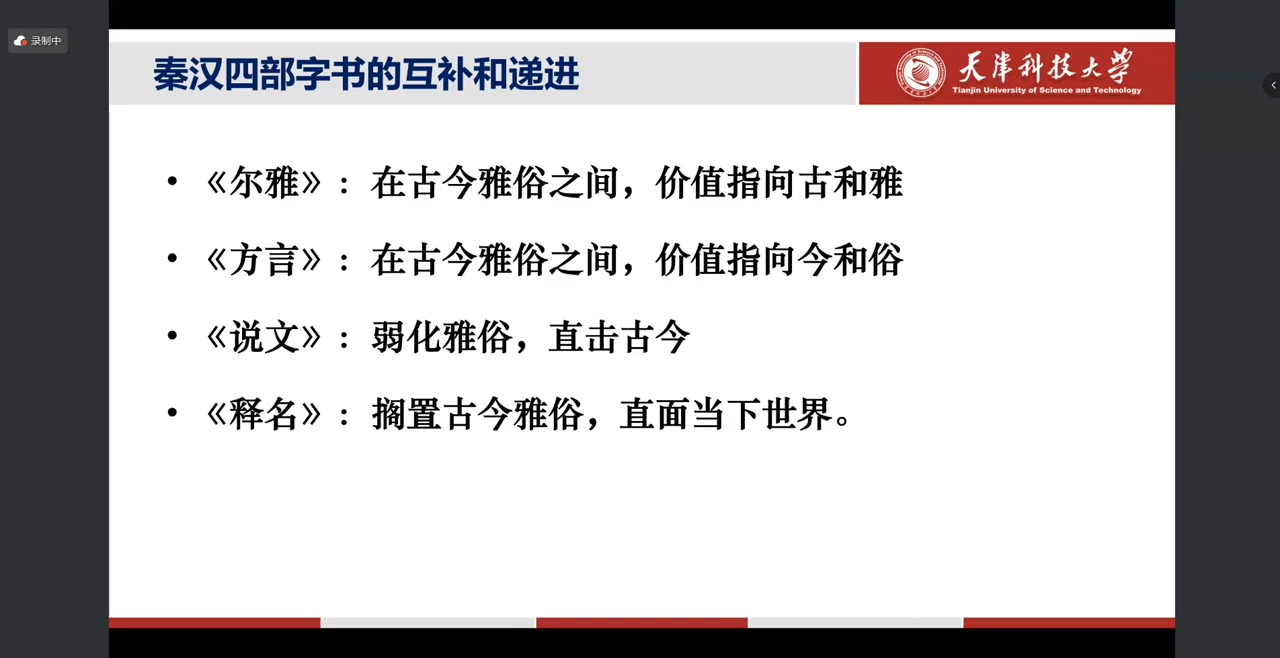 录制中
秦汉四部字书的互补和递进
天津科技大学
Tianjin University of Science and Technology
• 《尔雅》：在古今雅俗之间，价值指向古和雅
• 《方言》：在古今雅俗之间，价值指向今和俗
• 《说文》：弱化雅俗，直击古今
• 《释名》：搁置古今雅俗，直面当下世界。